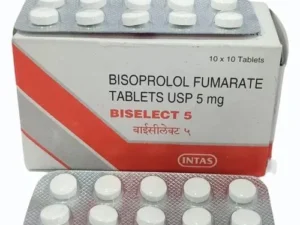 10 x 10 Tablets
BISOPROLOL FUMARATE
TABLETS USP 5 mg
BISELECT 5
बाईसीलेक्ट ५
INTAS